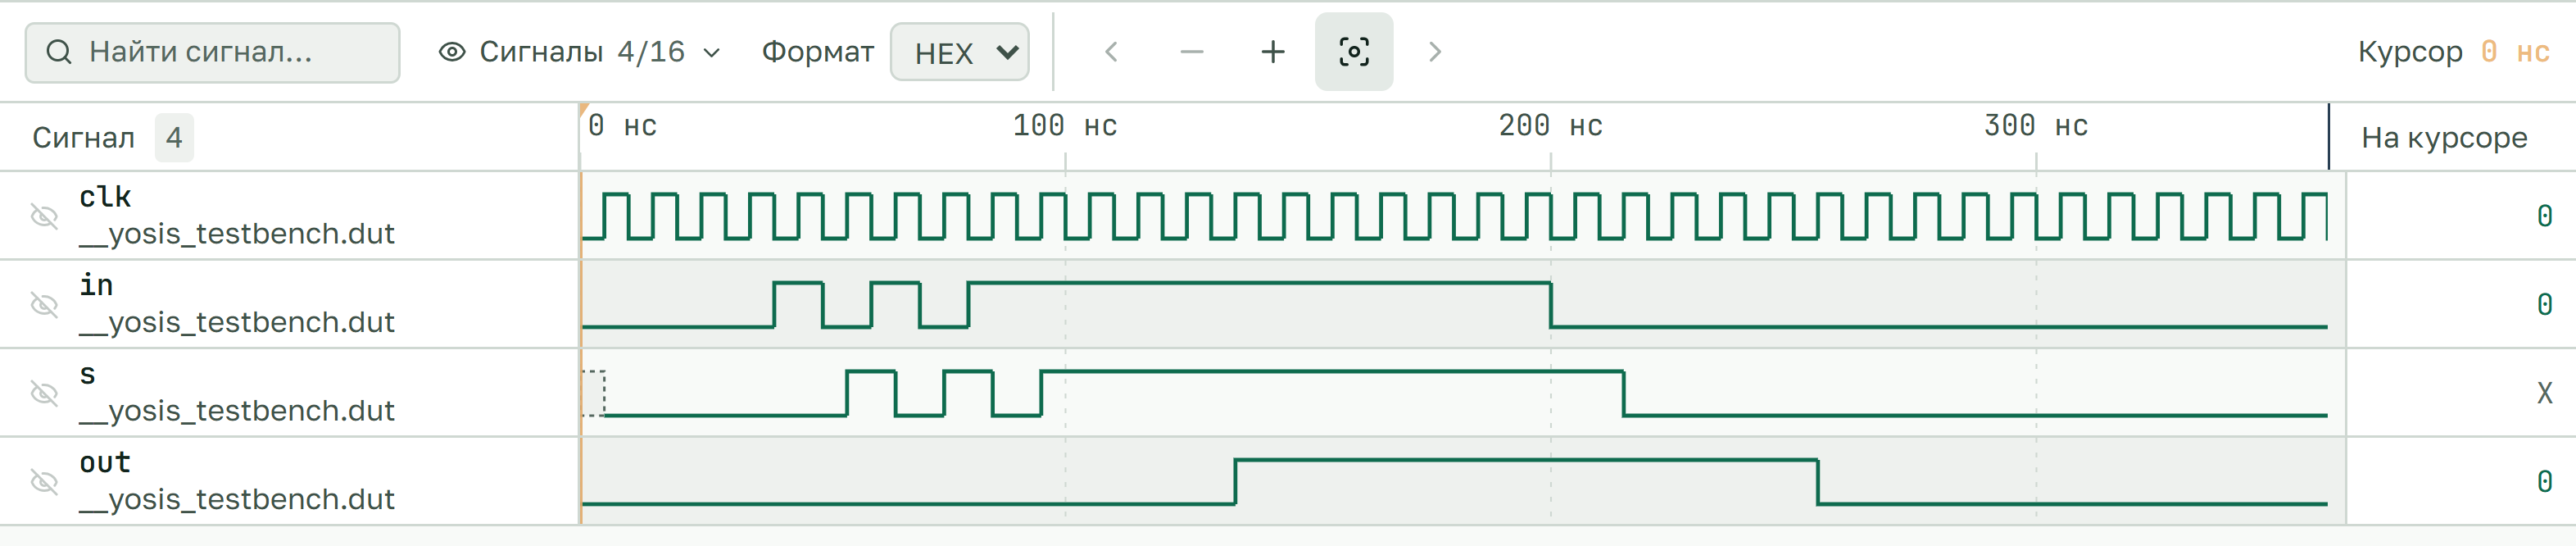 Найти сигнал...
Сигналы 4/16
Формат
HEX
Курсор 0 нс
Сигнал 4
0 нс
100 нс
200 нс
300 нс
На курсоре
clk
__yosis_testbench.dut
0
in
__yosis_testbench.dut
0
s
__yosis_testbench.dut
X
out
__yosis_testbench.dut
0